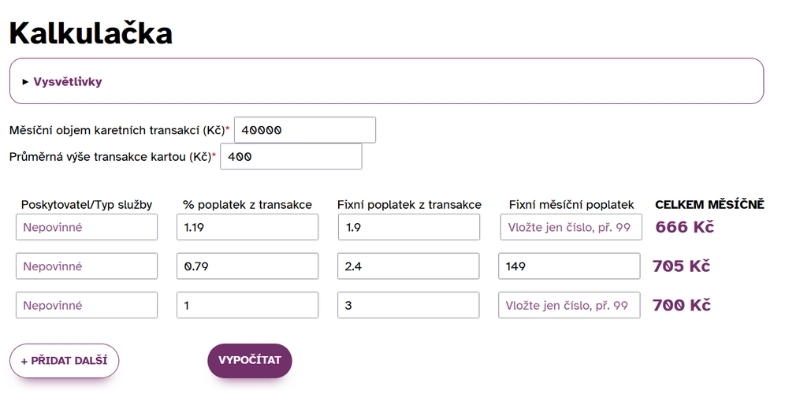 Kalkulačka
▸ Vysvětlivky
Měsíční objem karetních transakcí (Kč)* 40000
Průměrná výše transakce kartou (Kč)* 400
Poskytovatel/Typ služby % poplatek z transakce Fixní poplatek z transakce Fixní měsíční poplatek CELKEM MĚSÍČNĚ
Nepovinné 1.19 1.9 Vložte jen číslo, př. 99 666 Kč
Nepovinné 0.79 2.4 149 705 Kč
Nepovinné 1 3 Vložte jen číslo, př. 99 700 Kč
+ PŘIDAT DALŠÍ VYPOČÍTAT